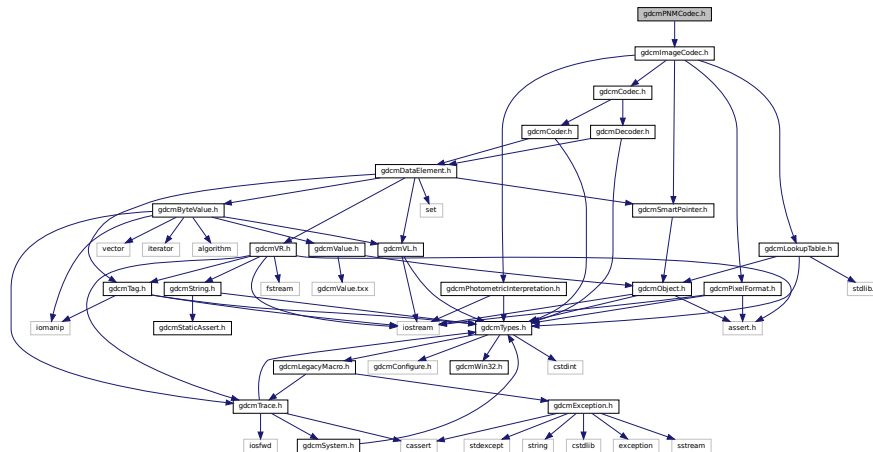 gdcmPNMCodec.h
gdcmImageCodec.h
gdcmCodec.h
gdcmCoder.h
gdcmDecoder.h
gdcmDataElement.h
gdcmByteValue.h
set
gdcmSmartPointer.h
vector
iterator
algorithm
gdcmVR.h
gdcmValue.h
gdcmVL.h
gdcmLookupTable.h
gdcmTag.h
gdcmString.h
fstream
gdcmValue.txx
gdcmPhotometricInterpretation.h
gdcmObject.h
gdcmPixelFormat.h
stdlib.
iomanip
gdcmStaticAssert.h
iostream
gdcmTypes.h
assert.h
gdcmLegacyMacro.h
gdcmConfigure.h
gdcmWin32.h
cstdint
gdcmTrace.h
gdcmException.h
iosfwd
gdcmSystem.h
cassert
stdexcept
string
cstdlib
exception
sstream